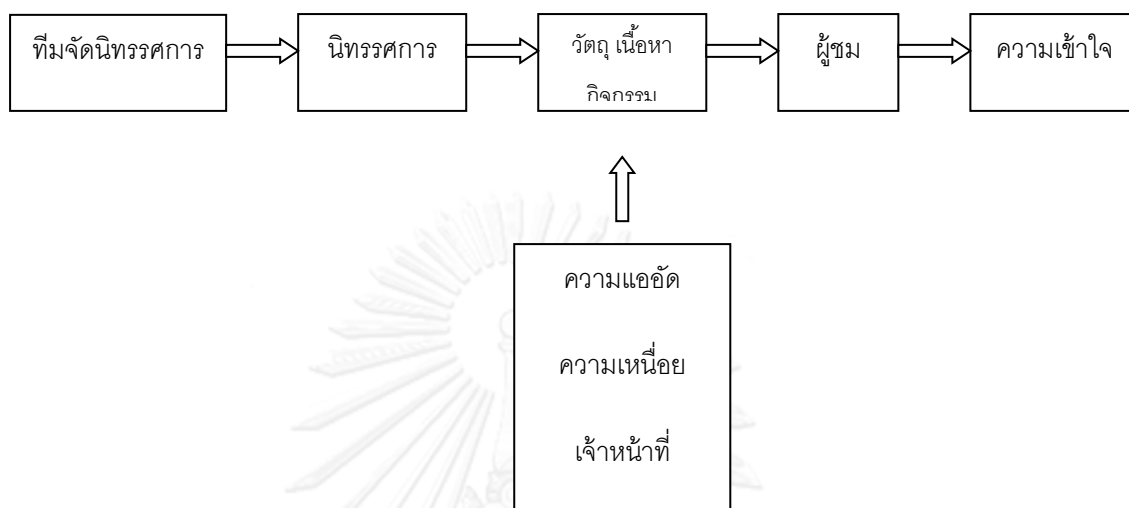 ทีมจัดนิทรรศการ
นิทรรศการ
วัตถุ เนื้อหา
กิจกรรม
ผู้ชม
ความเข้าใจ
ความแออัด
ความเหนื่อย
เจ้าหน้าที่